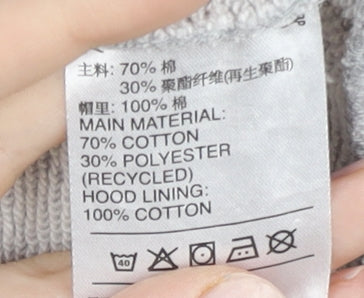 主料: 70% 棉
30% 聚酯纤维(再生聚酯)
帽里: 100% 棉
MAIN MATERIAL:
70% COTTON
30% POLYESTER
(RECYCLED)
HOOD LINING:
100% COTTON
40